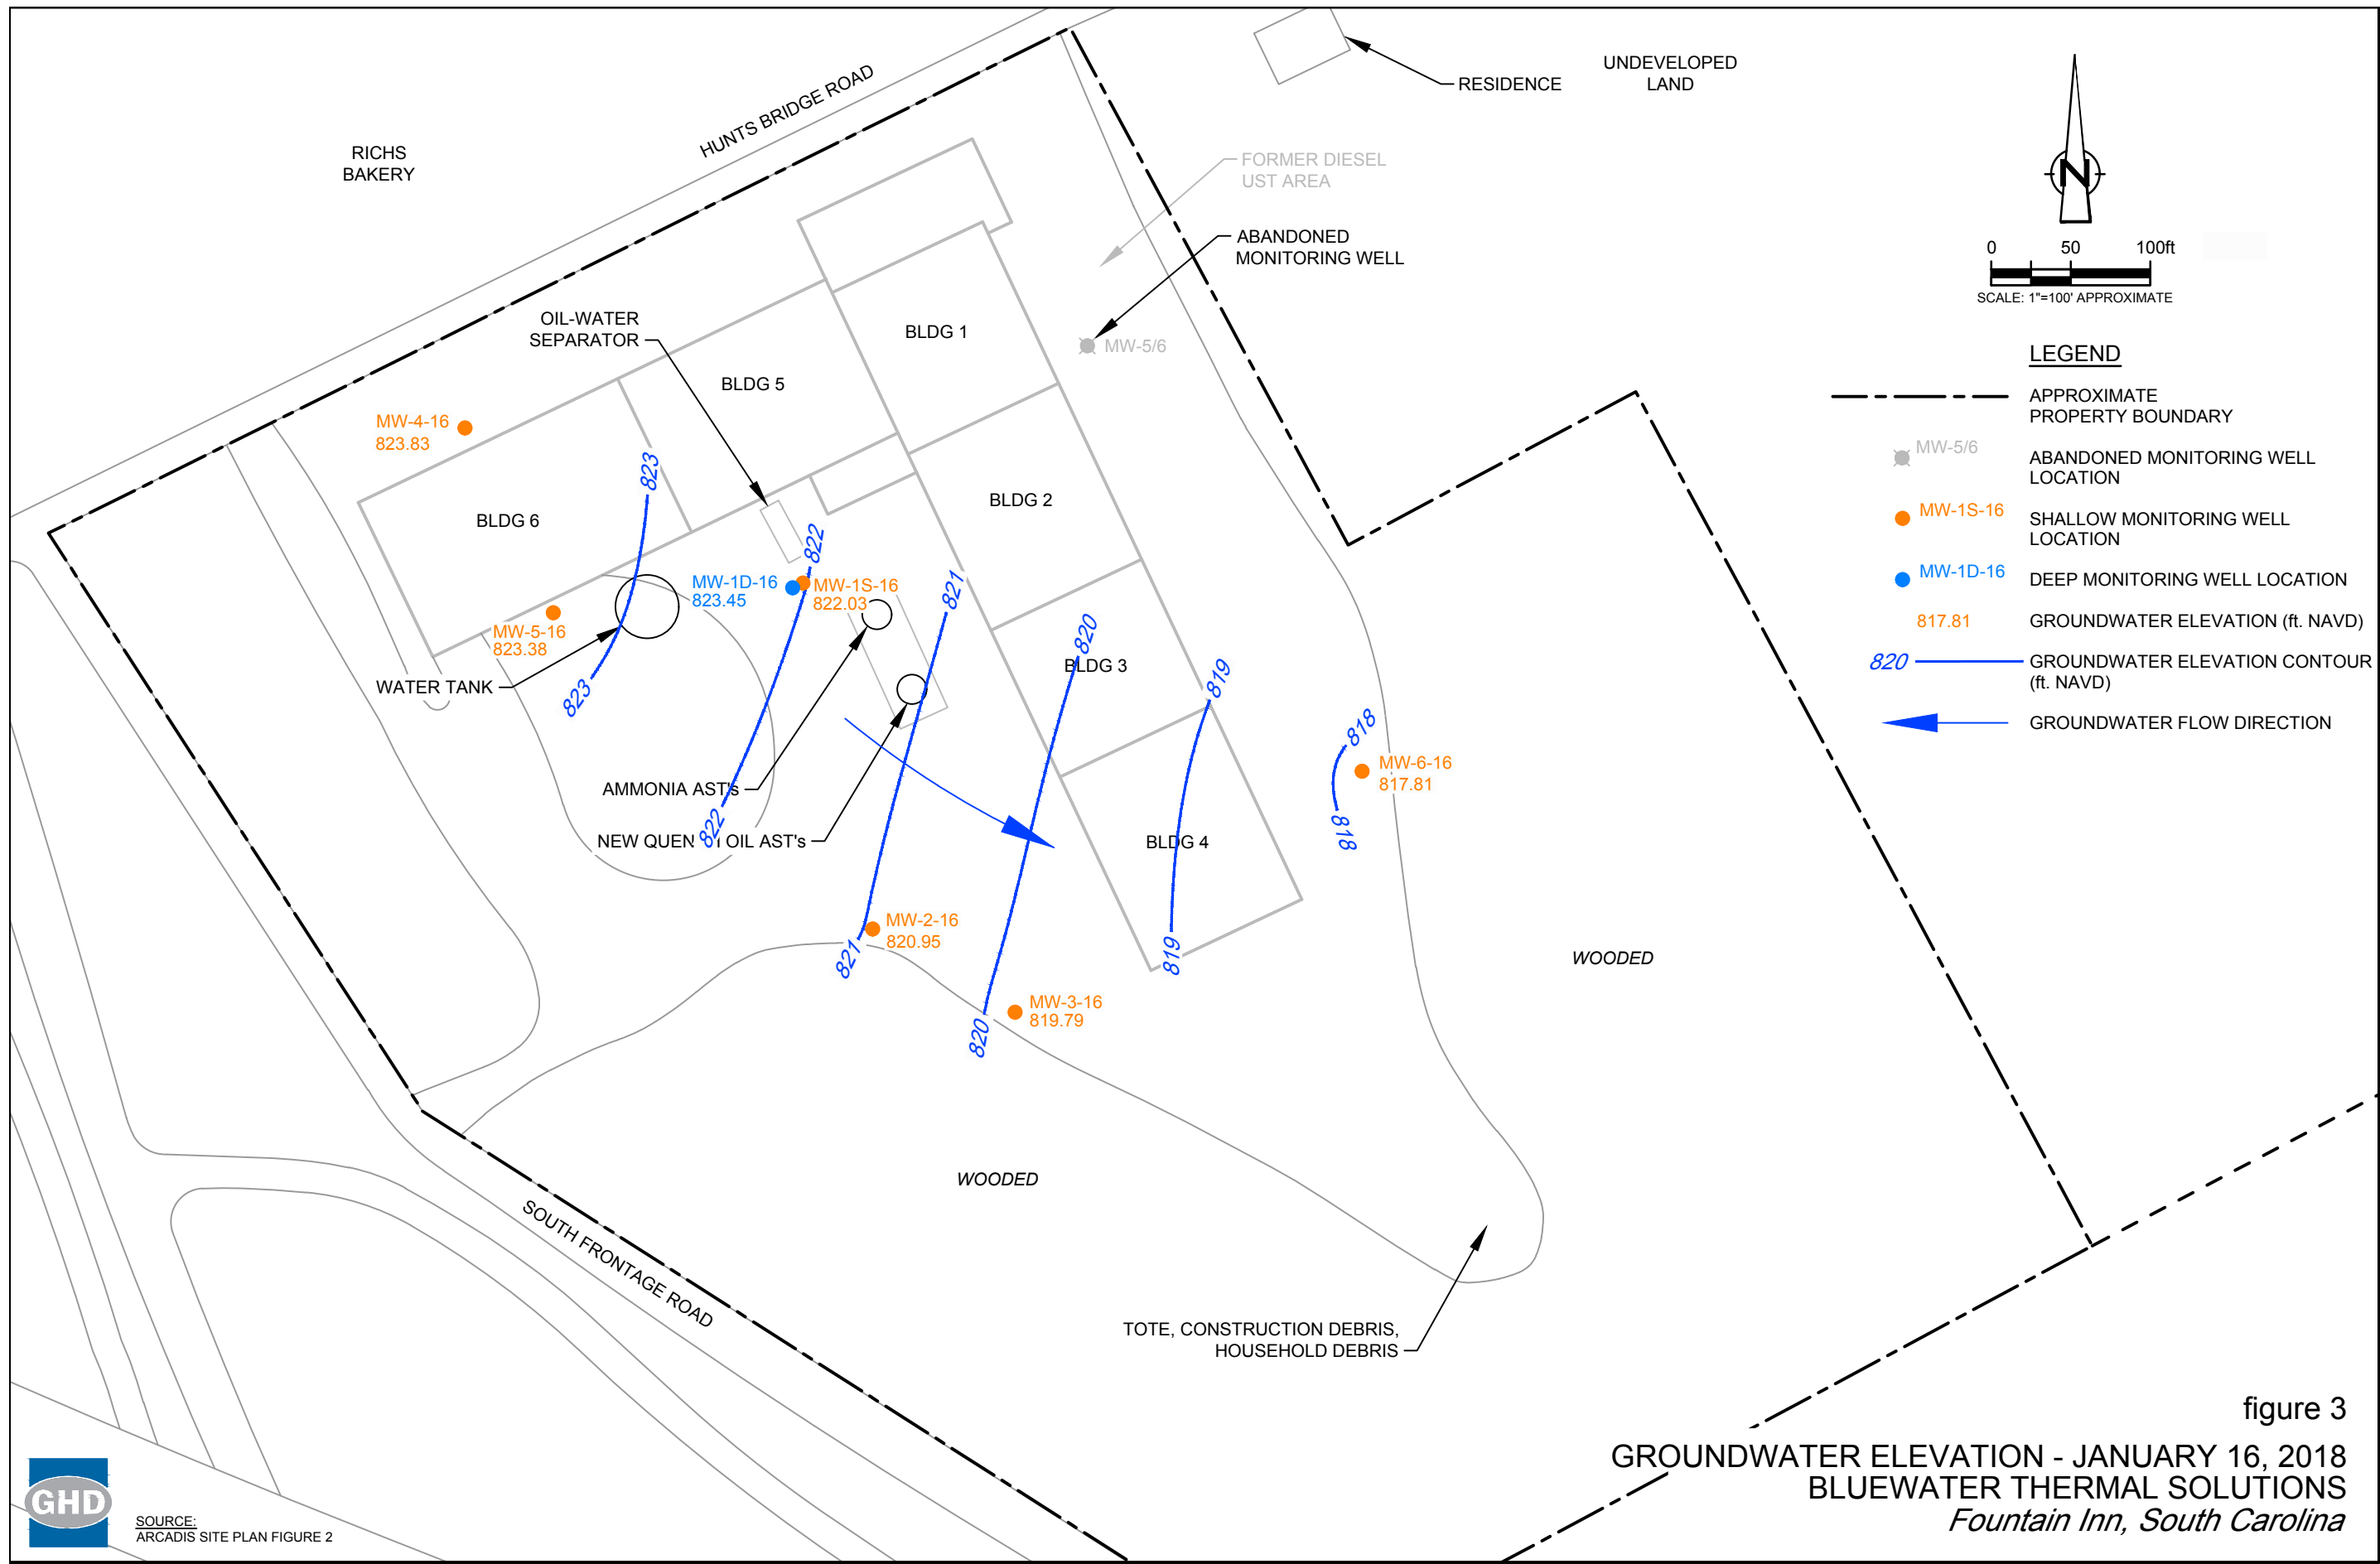 RESIDENCE
UNDEVELOPED
LAND
HUNTS BRIDGE ROAD
RICHS
BAKERY
FORMER DIESEL
UST AREA
ABANDONED
MONITORING WELL
MW-5/6
N
0 50 100ft
SCALE: 1"=100' APPROXIMATE
LEGEND
APPROXIMATE
PROPERTY BOUNDARY
MW-5/6
ABANDONED MONITORING WELL
LOCATION
MW-1S-16
SHALLOW MONITORING WELL
LOCATION
MW-1D-16
DEEP MONITORING WELL LOCATION
817.81
GROUNDWATER ELEVATION (ft. NAVD)
820
GROUNDWATER ELEVATION CONTOUR
(ft. NAVD)
GROUNDWATER FLOW DIRECTION
OIL-WATER
SEPARATOR
BLDG 1
BLDG 5
BLDG 2
BLDG 6
BLDG 3
BLDG 4
MW-4-16
823.83
823
822
MW-1D-16
823.45
MW-1S-16
822.03
821
820
819
MW-5-16
823.38
WATER TANK
823
818
MW-6-16
817.81
818
AMMONIA AST's
822
NEW QUEN OIL AST's
MW-2-16
820.95
821
819
MW-3-16
819.79
820
WOODED
WOODED
SOUTH FRONTAGE ROAD
TOTE, CONSTRUCTION DEBRIS,
HOUSEHOLD DEBRIS
figure 3
GROUNDWATER ELEVATION - JANUARY 16, 2018
BLUEWATER THERMAL SOLUTIONS
Fountain Inn, South Carolina
GHD
SOURCE:
ARCADIS SITE PLAN FIGURE 2